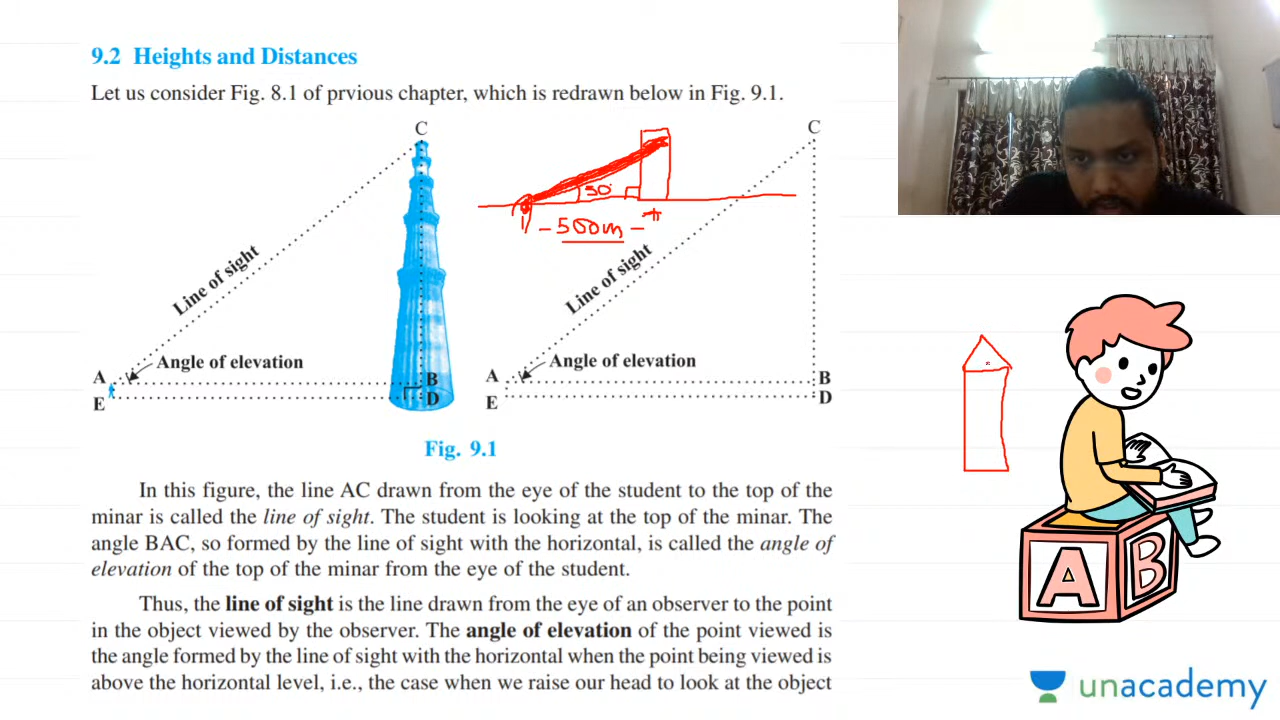 9.2 Heights and Distances
Let us consider Fig. 8.1 of prvious chapter, which is redrawn below in Fig. 9.1.
C
Line of sight
Angle of elevation
A
B
E
D
50°
- 500m -
C
Line of sight
Angle of elevation
A
B
E
D
Fig. 9.1
In this figure, the line AC drawn from the eye of the student to the top of the
minar is called the line of sight. The student is looking at the top of the minar. The
angle BAC, so formed by the line of sight with the horizontal, is called the angle of
elevation of the top of the minar from the eye of the student.
Thus, the line of sight is the line drawn from the eye of an observer to the point
in the object viewed by the observer. The angle of elevation of the point viewed is
the angle formed by the line of sight with the horizontal when the point being viewed is
above the horizontal level, i.e., the case when we raise our head to look at the object
A B
unacademy